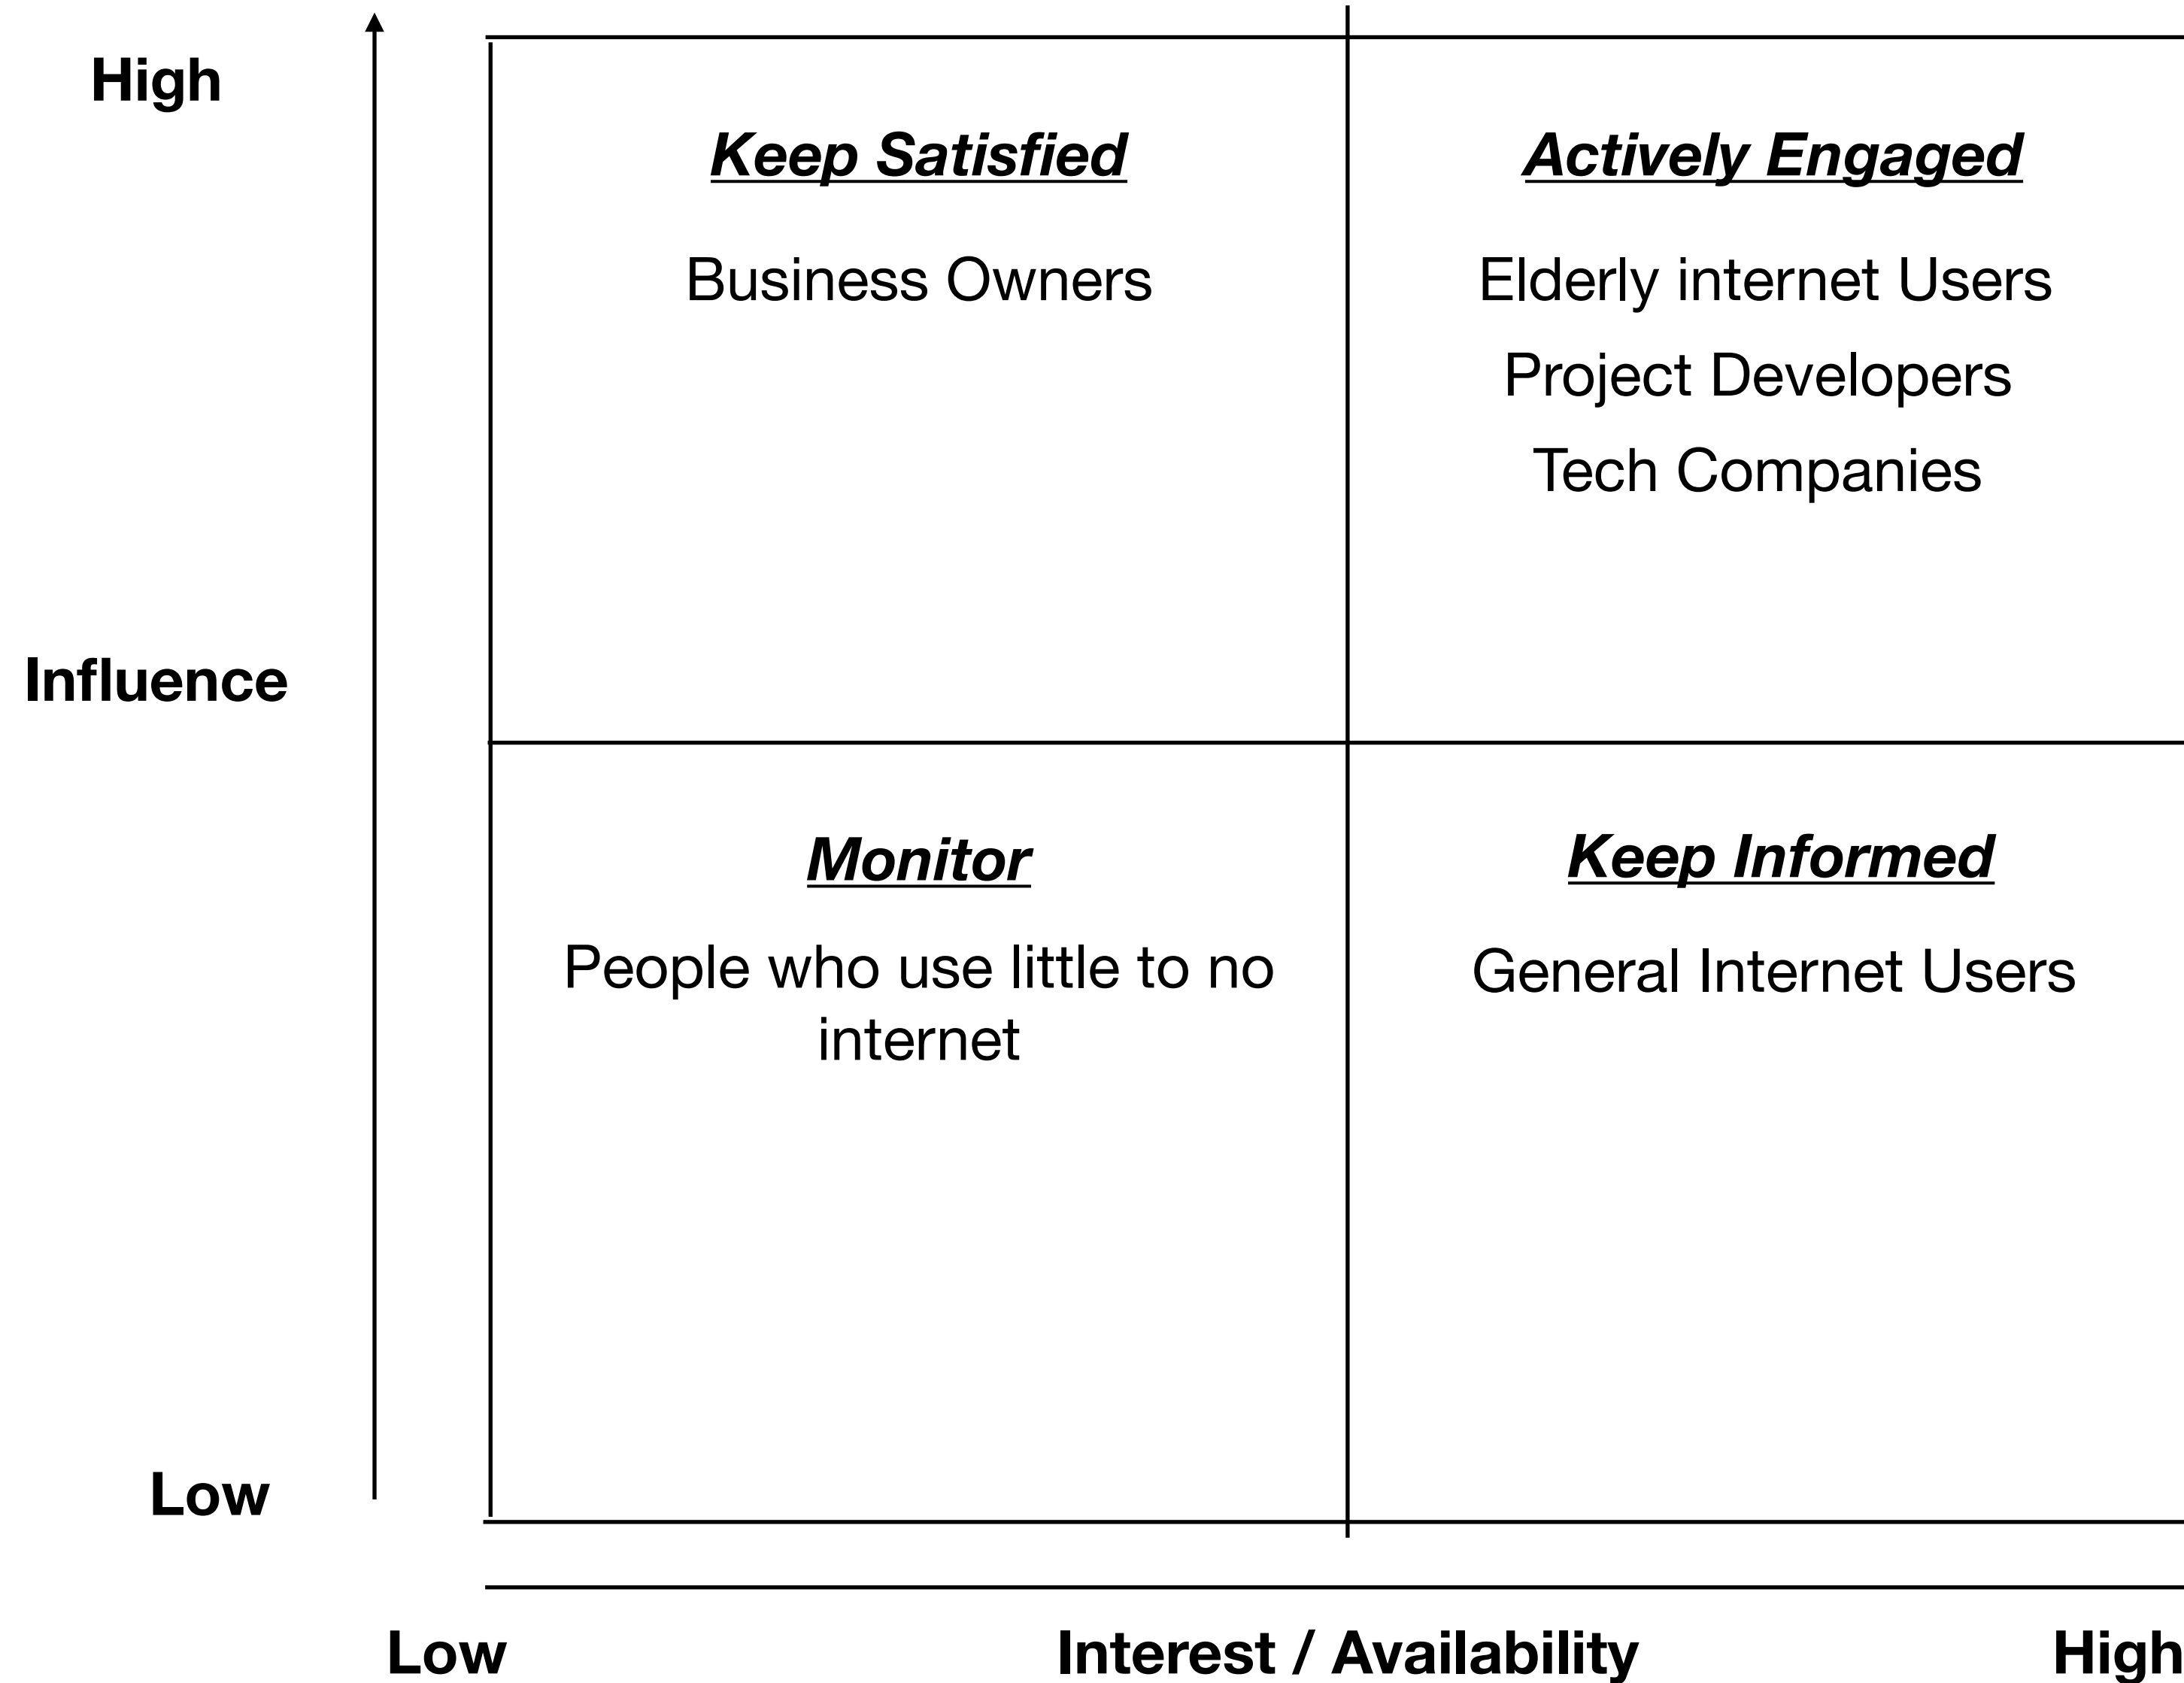 High
Keep Satisfied
Actively Engaged
Business Owners
Elderly internet Users
Project Developers
Tech Companies
Influence
Monitor
Keep Informed
People who use little to no
internet
General Internet Users
Low
Low
Interest / Availability
High